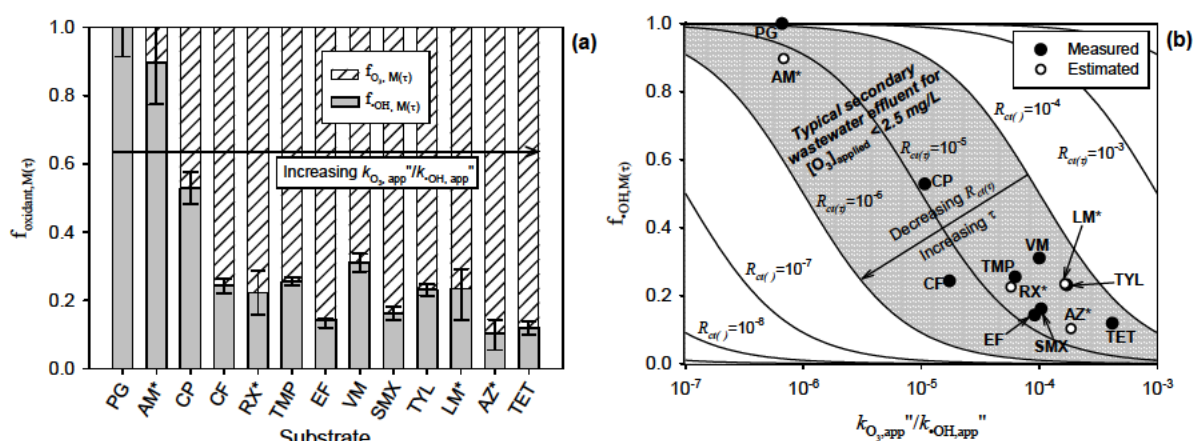 (a)
1.0
0.8
0.6
0.4
0.2
0.0
f_oxidant,M(τ)
f_O₃, M(τ)
f_•OH, M(τ)
Increasing k_O₃, app"/k_•OH, app"
PG
AM*
CP
CF
RX*
TMP
EF
VM
SMX
TYL
LM*
AZ*
TET
Substrate
(b)
1.0
0.8
0.6
0.4
0.2
0.0
f_•OH,M(τ)
Measured
Estimated
PG
AM*
Typical secondary
wastewater effluent for
[O₃]applied < 2.5 mg/L
R_ct( )=10⁻⁴
R_ct(τ)=10⁻³
R_ct(τ)=10⁻⁵
R_ct(τ)=10⁻⁶
R_ct( )=10⁻⁷
R_ct( )=10⁻⁸
CP
Decreasing R_ct(τ)
Increasing τ
LM*
VM
TMP
CF
RX*
TYL
AZ*
EF
SMX
TET
10⁻⁷
10⁻⁶
10⁻⁵
10⁻⁴
10⁻³
k_O₃,app"/k_•OH,app"